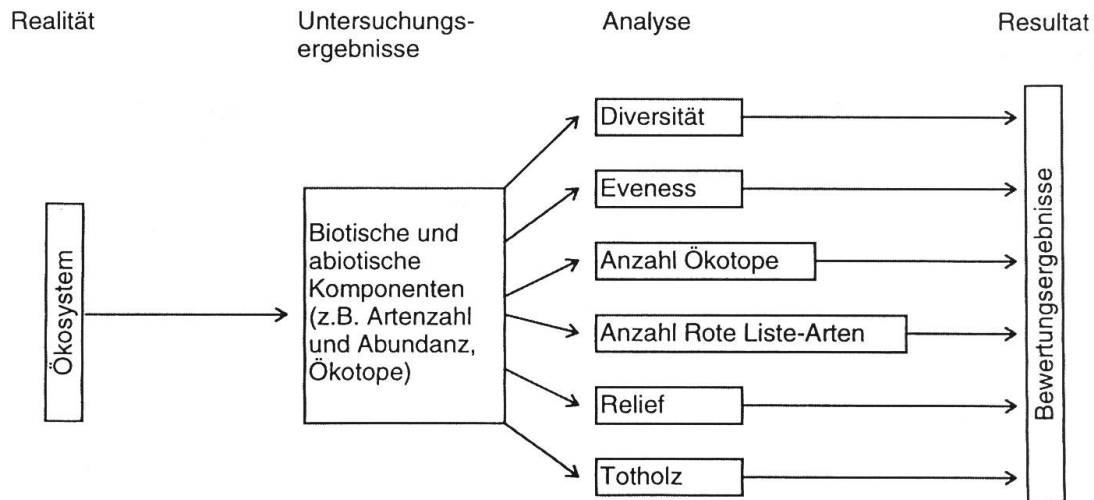 Realität
Untersuchungs-
ergebnisse
Analyse
Resultat
Ökosystem
Biotische und
abiotische
Komponenten
(z.B. Artenzahl
und Abundanz,
Ökotope)
Diversität
Eveness
Anzahl Ökotope
Anzahl Rote Liste-Arten
Relief
Totholz
Bewertungsergebnisse